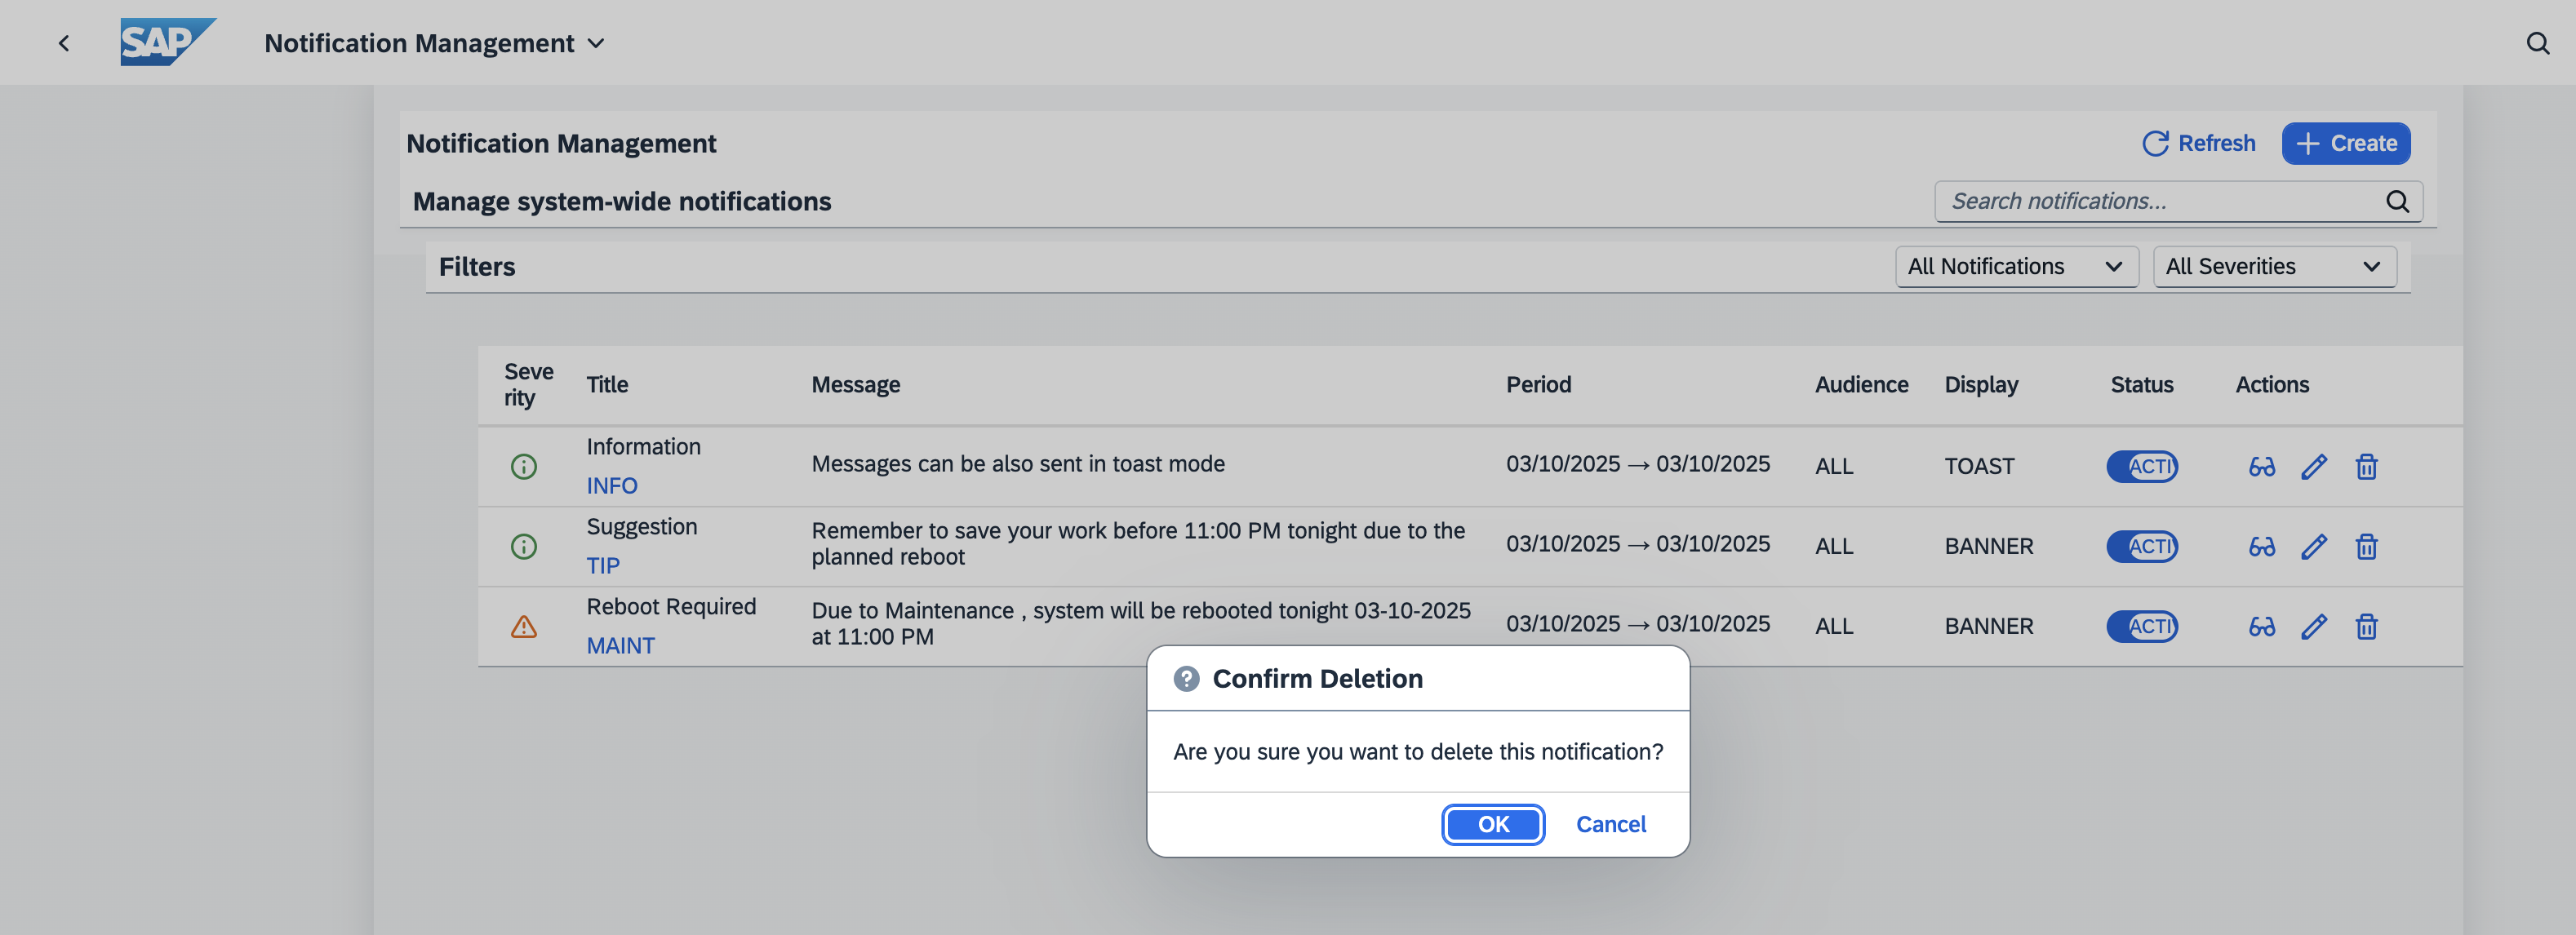 SAP
Notification Management
Notification Management
Refresh
Create
Manage system-wide notifications
Search notifications...
Filters
All Notifications
All Severities
Seve
rity
Title
Message
Period
Audience
Display
Status
Actions
Information
INFO
Messages can be also sent in toast mode
03/10/2025 → 03/10/2025
ALL
TOAST
ACTI
Suggestion
TIP
Remember to save your work before 11:00 PM tonight due to the
planned reboot
03/10/2025 → 03/10/2025
ALL
BANNER
ACTI
Reboot Required
MAINT
Due to Maintenance , system will be rebooted tonight 03-10-2025
at 11:00 PM
03/10/2025 → 03/10/2025
ALL
BANNER
ACTI
Confirm Deletion
Are you sure you want to delete this notification?
OK
Cancel